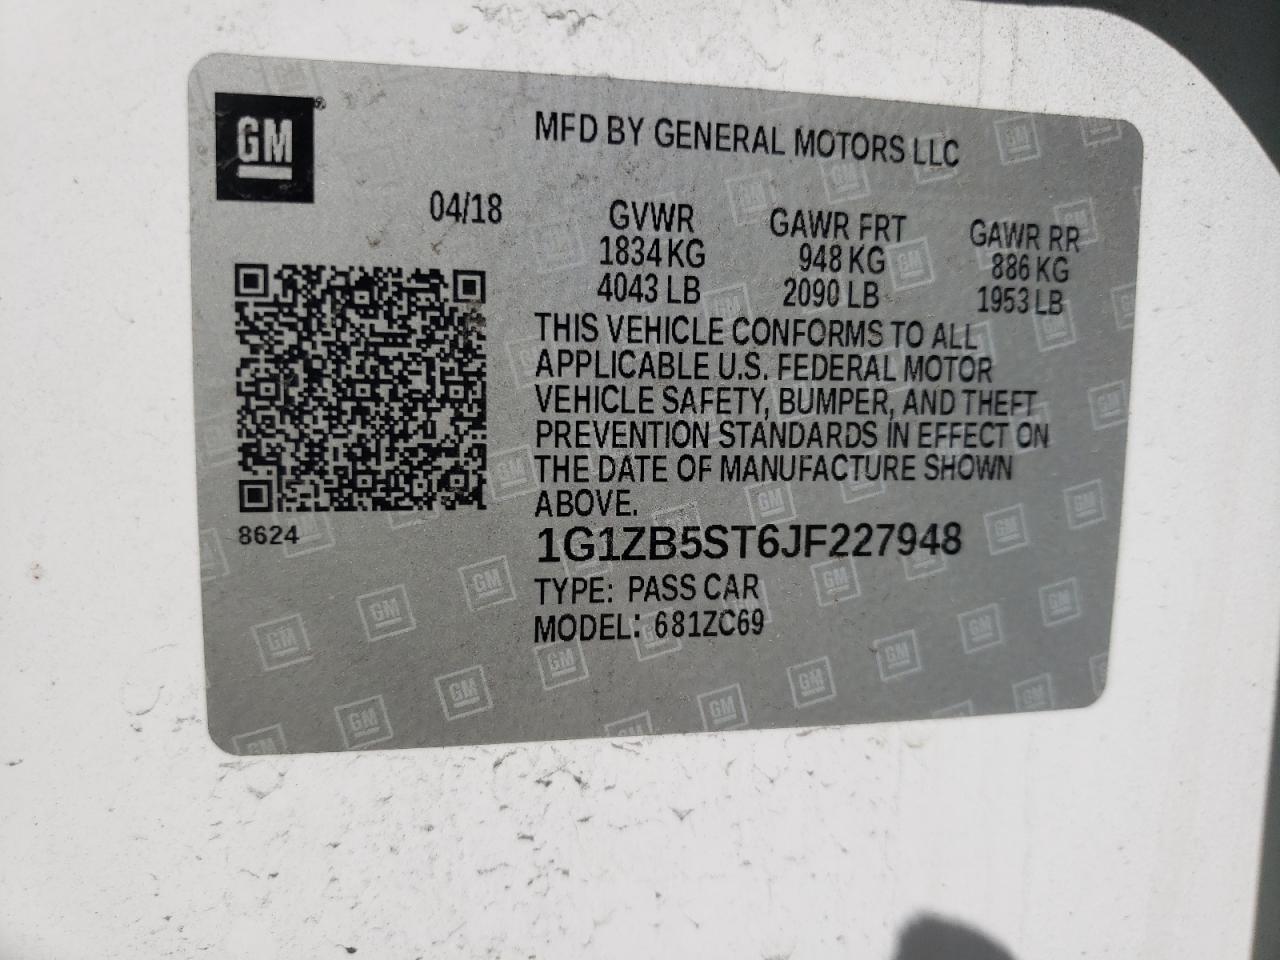 GM®
MFD BY GENERAL MOTORS LLC
04/18
GVWR GAWR FRT GAWR RR
1834 KG 948 KG 886 KG
4043 LB 2090 LB 1953 LB
THIS VEHICLE CONFORMS TO ALL
APPLICABLE U.S. FEDERAL MOTOR
VEHICLE SAFETY, BUMPER, AND THEFT
PREVENTION STANDARDS IN EFFECT ON
THE DATE OF MANUFACTURE SHOWN
ABOVE.
8624
1G1ZB5ST6JF227948
TYPE: PASS CAR
MODEL: 681ZC69